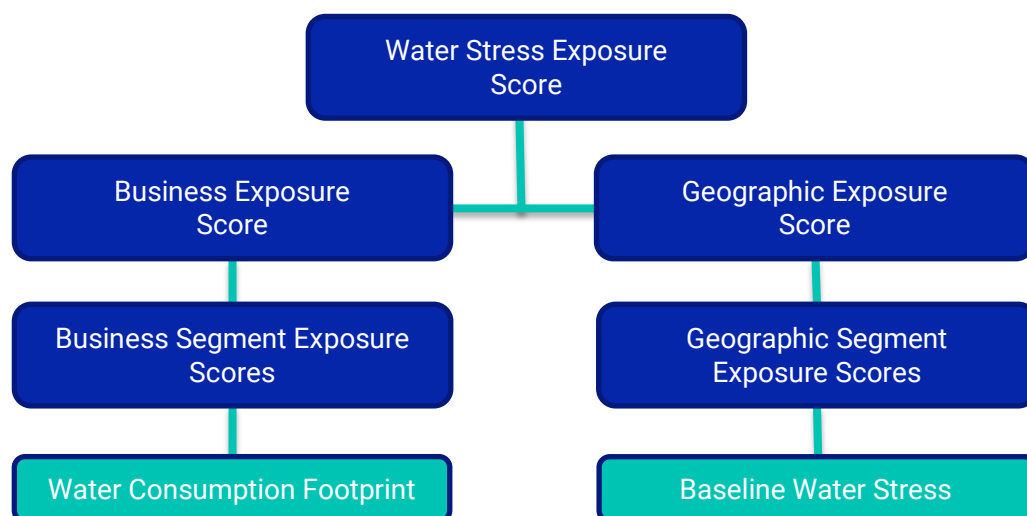 Water Stress Exposure
Score
Business Exposure
Score
Geographic Exposure
Score
Business Segment Exposure
Scores
Geographic Segment
Exposure Scores
Water Consumption Footprint
Baseline Water Stress